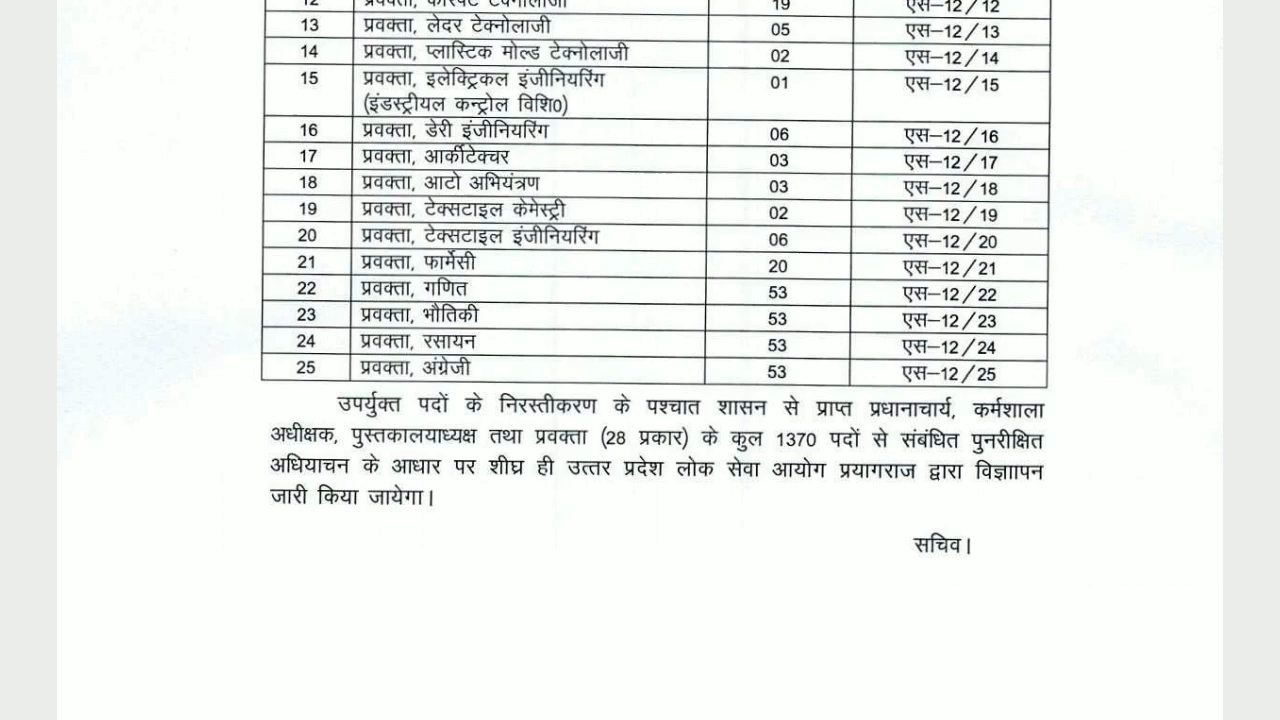 12 प्रवक्ता, टेक्नोलाजी 19 एस–12/12
13 प्रवक्ता, लेदर टेक्नोलाजी 05 एस–12/13
14 प्रवक्ता, प्लास्टिक मोल्ड टेक्नोलाजी 02 एस–12/14
15 प्रवक्ता, इलेक्ट्रिकल इंजीनियरिंग 01 एस–12/15
(इंडस्ट्रीयल कन्ट्रोल विशि0)
16 प्रवक्ता, डेरी इंजीनियरिंग 06 एस–12/16
17 प्रवक्ता, आर्कीटेक्चर 03 एस–12/17
18 प्रवक्ता, आटो अभियंत्रण 03 एस–12/18
19 प्रवक्ता, टेक्सटाइल केमेस्ट्री 02 एस–12/19
20 प्रवक्ता, टेक्सटाइल इंजीनियरिंग 06 एस–12/20
21 प्रवक्ता, फार्मेसी 20 एस–12/21
22 प्रवक्ता, गणित 53 एस–12/22
23 प्रवक्ता, भौतिकी 53 एस–12/23
24 प्रवक्ता, रसायन 53 एस–12/24
25 प्रवक्ता, अंग्रेजी 53 एस–12/25
उपर्युक्त पदों के निरस्तीकरण के पश्चात शासन से प्राप्त प्रधानाचार्य, कर्मशाला
अधीक्षक, पुस्तकालयाध्यक्ष तथा प्रवक्ता (28 प्रकार) के कुल 1370 पदों से संबंधित पुनरीक्षित
अधियाचन के आधार पर शीघ्र ही उत्तर प्रदेश लोक सेवा आयोग प्रयागराज द्वारा विज्ञाापन
जारी किया जायेगा।
सचिव।